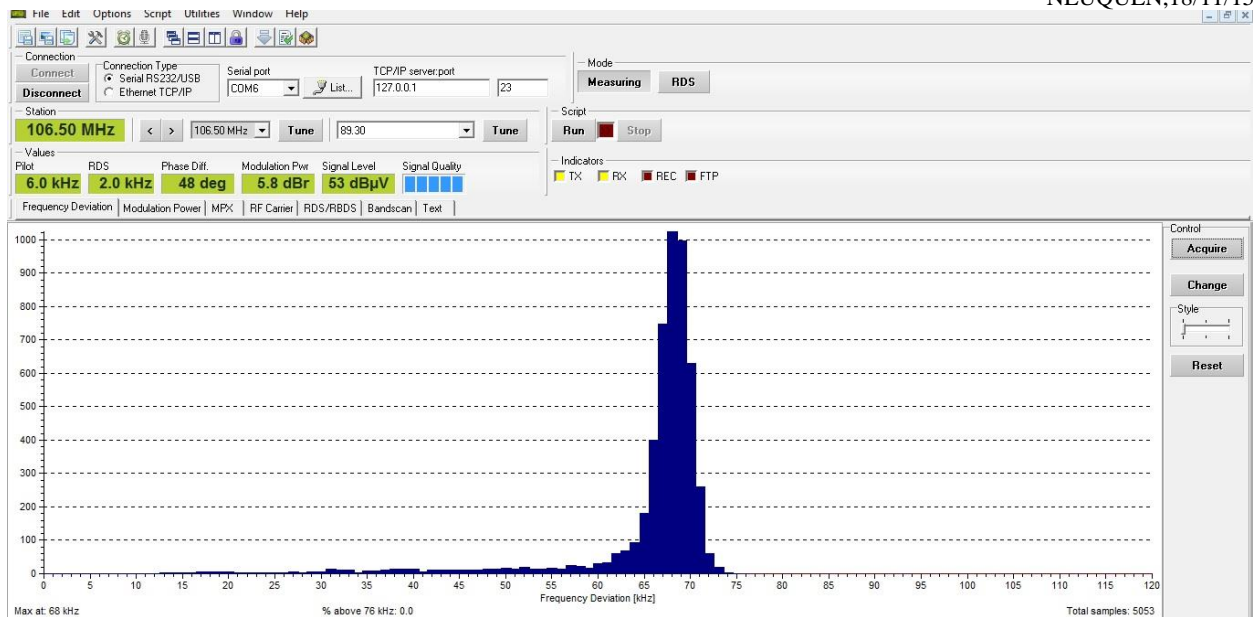 NEUQUEN,18/11/15
File Edit Options Script Utilities Window Help
Connection
Connect
Disconnect
Connection Type
Serial RS232/USB
Ethernet TCP/IP
Serial port
COM6
List...
TCP/IP server:port
127.0.0.1 23
Mode
Measuring RDS
Station
106.50 MHz < > 106.50 MHz Tune 89.30 Tune
Script
Run Stop
Values
Pilot RDS Phase Diff. Modulation Pwr Signal Level Signal Quality
6.0 kHz 2.0 kHz 48 deg 5.8 dBr 53 dBµV
Indicators
TX RX REC FTP
Frequency Deviation Modulation Power MPX RF Carrier RDS/RBDS Bandscan Text
Control
Acquire
Change
Style
Reset
1000
900
800
700
600
500
400
300
200
100
0
0 5 10 15 20 25 30 35 40 45 50 55 60 65 70 75 80 85 90 95 100 105 110 115 120
Frequency Deviation [kHz]
Max at: 68 kHz % above 76 kHz: 0.0 Total samples: 5053